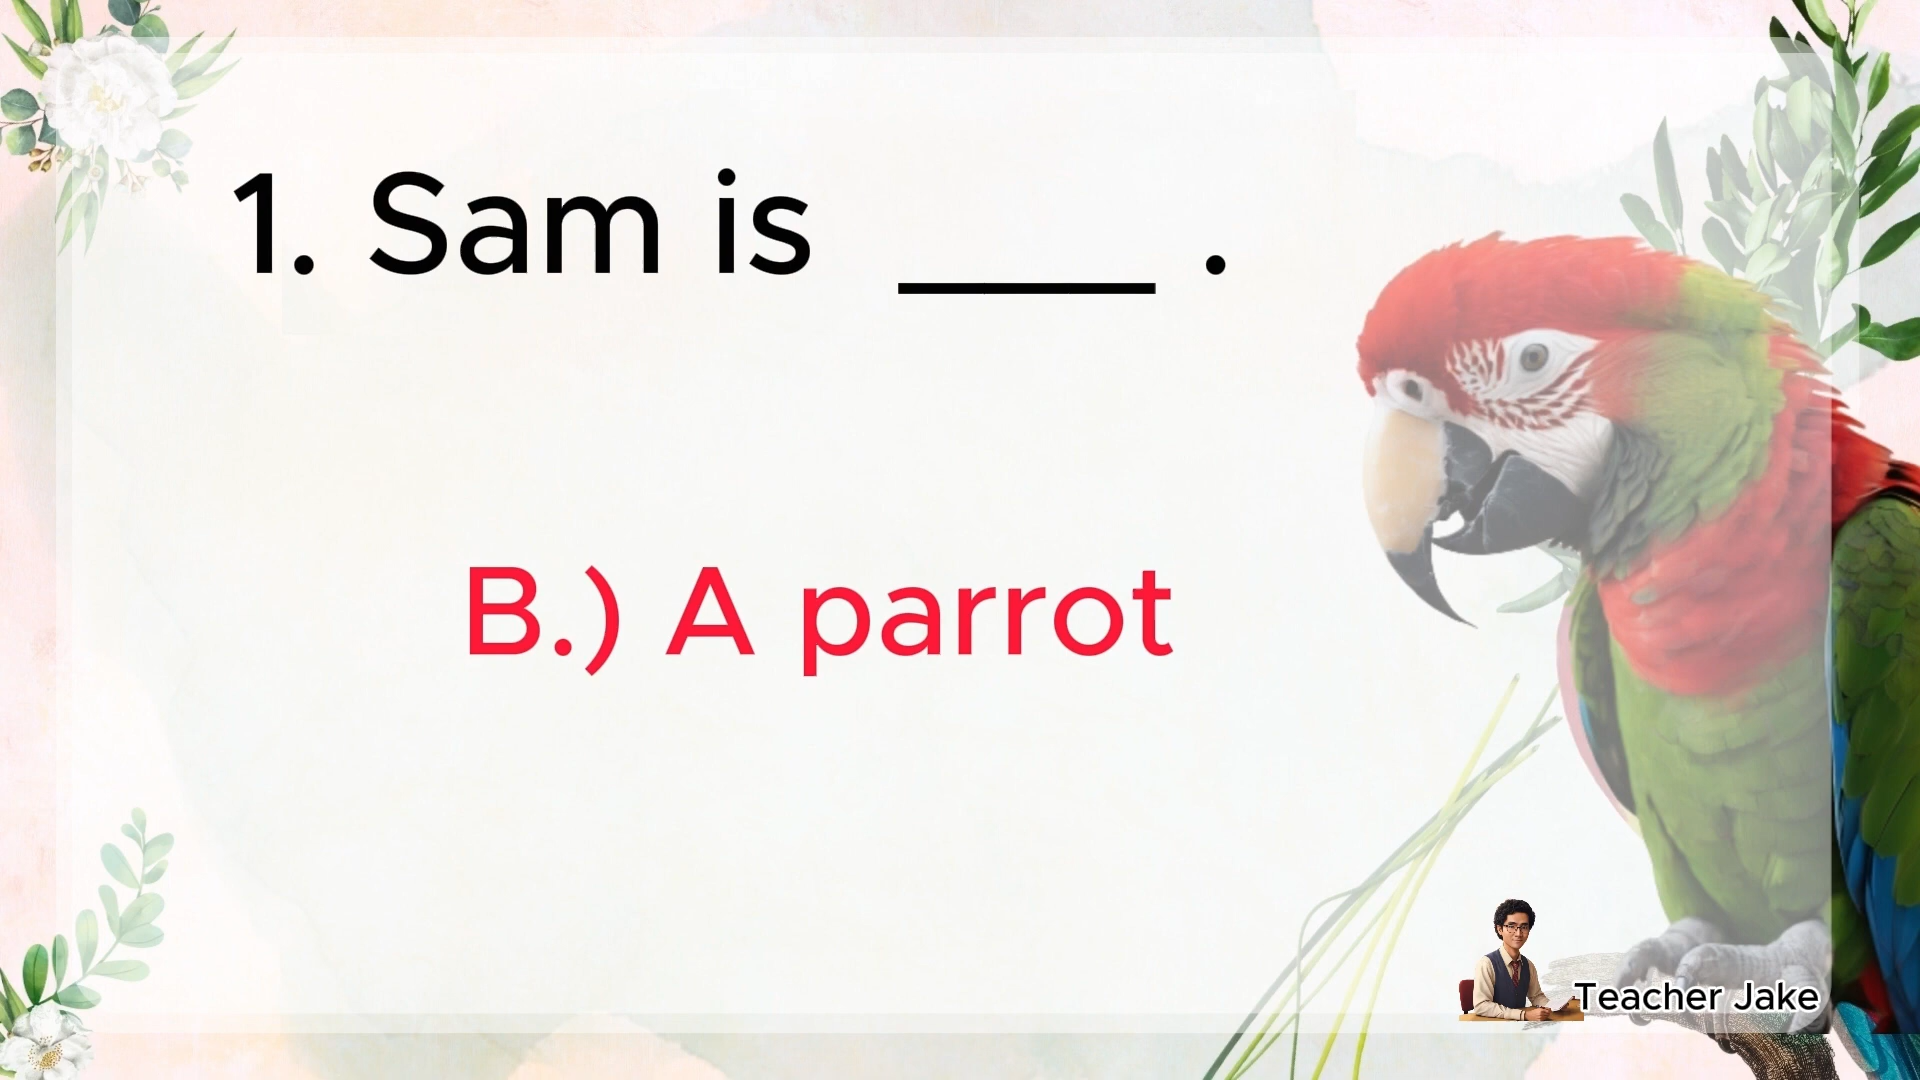 1. Sam is ____ .
B.) A parrot
Teacher Jake